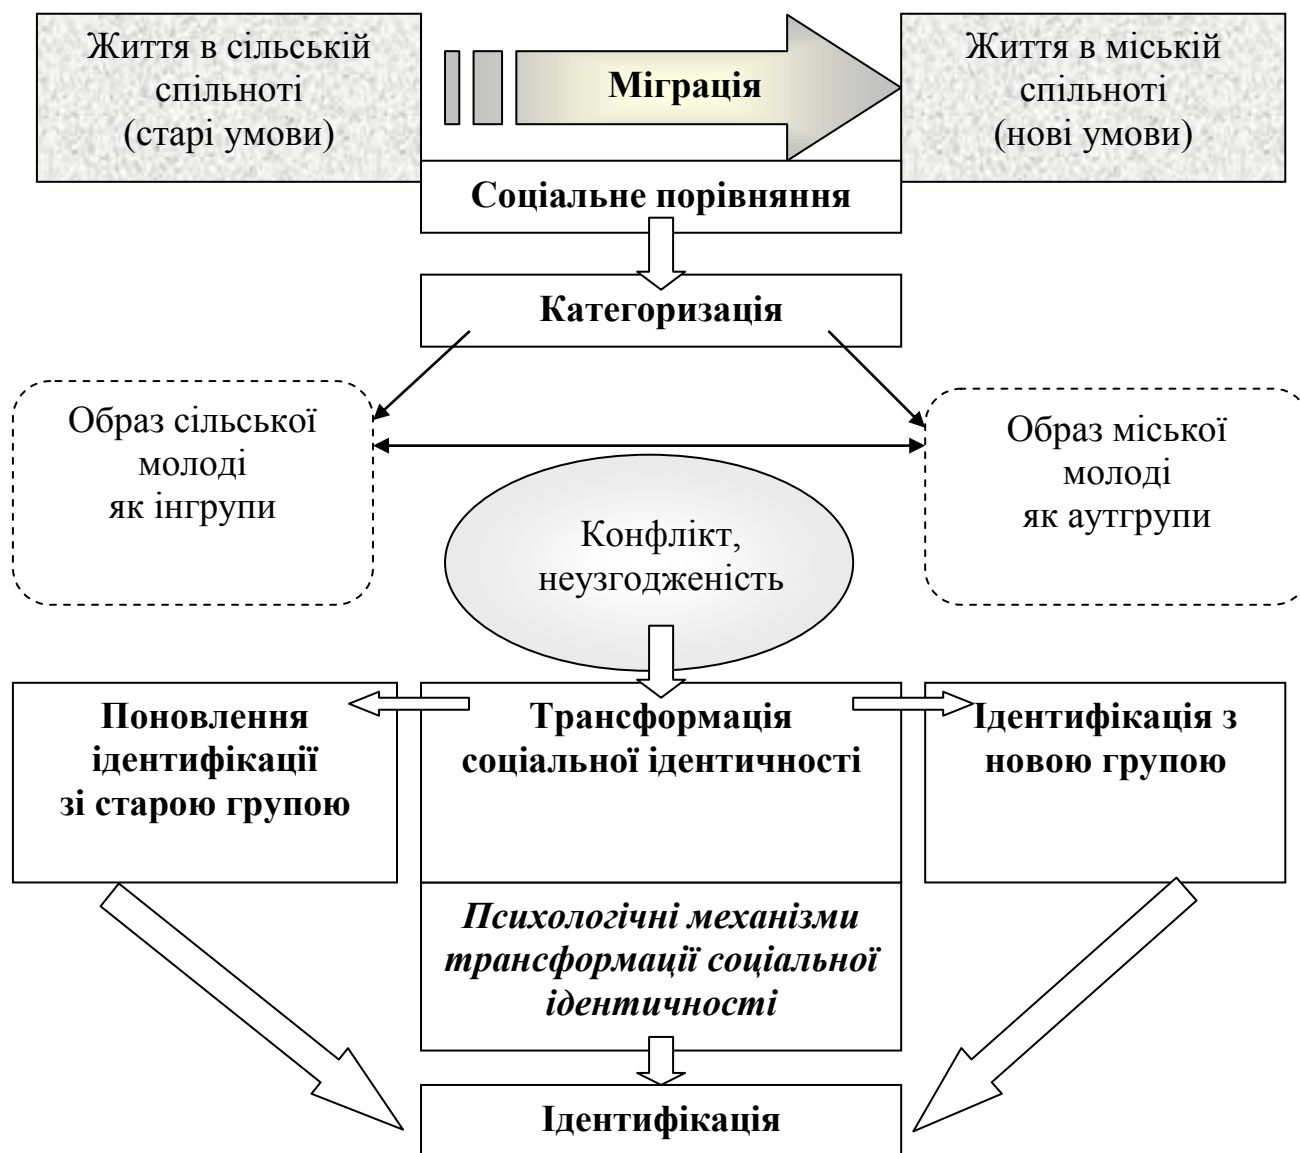 Життя в сільській
спільноті
(старі умови)
Міграція
Життя в міській
спільноті
(нові умови)
Соціальне порівняння
Категоризація
Образ сільської
молоді
як інгрупи
Образ міської
молоді
як аутгрупи
Конфлікт,
неузгодженість
Поновлення
ідентифікації
зі старою групою
Трансформація
соціальної ідентичності
Ідентифікація з
новою групою
Психологічні механізми
трансформації соціальної
ідентичності
Ідентифікація